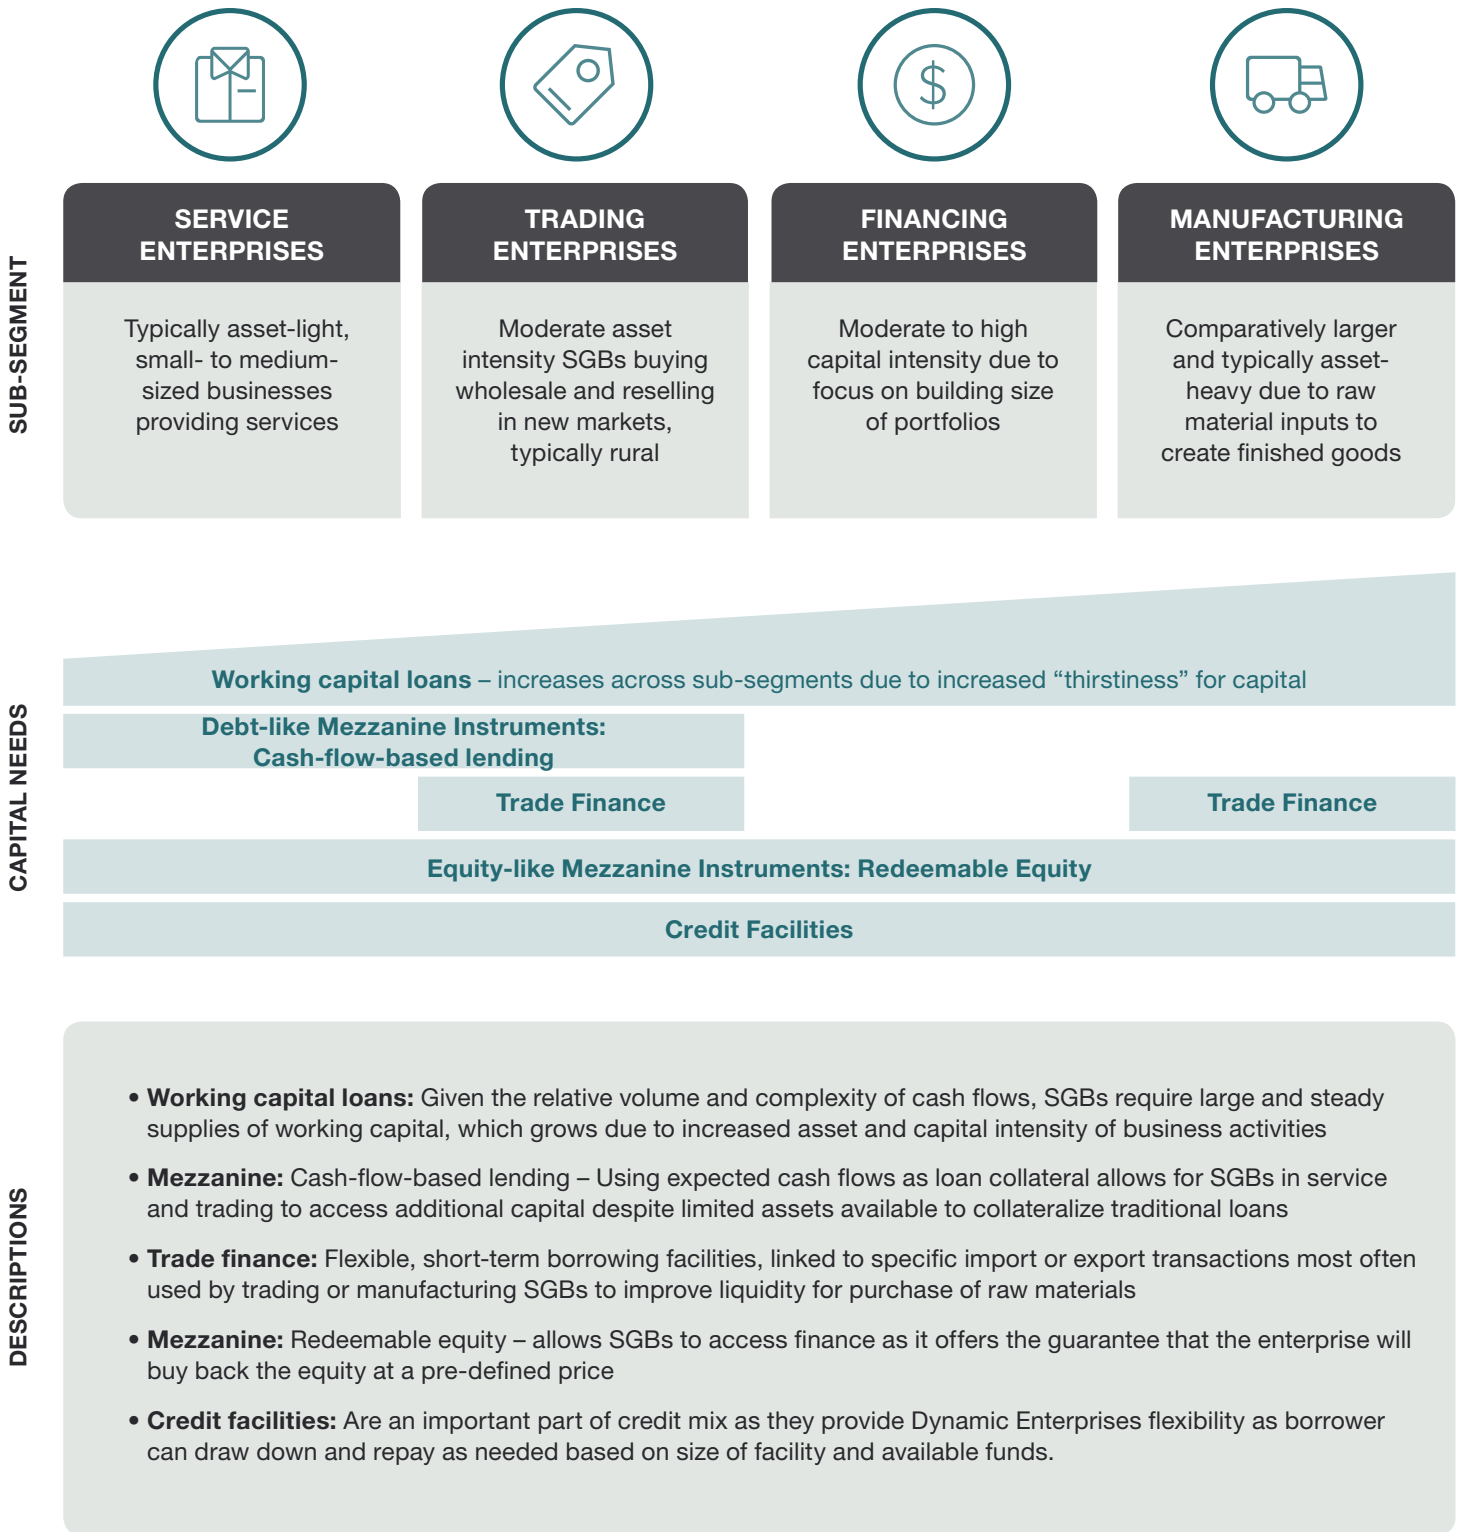 SUB-SEGMENT
SERVICE
ENTERPRISES
Typically asset-light,
small- to medium-
sized businesses
providing services
TRADING
ENTERPRISES
Moderate asset
intensity SGBs buying
wholesale and reselling
in new markets,
typically rural
$
FINANCING
ENTERPRISES
Moderate to high
capital intensity due to
focus on building size
of portfolios
MANUFACTURING
ENTERPRISES
Comparatively larger
and typically asset-
heavy due to raw
material inputs to
create finished goods
CAPITAL NEEDS
Working capital loans – increases across sub-segments due to increased “thirstiness” for capital
Debt-like Mezzanine Instruments:
Cash-flow-based lending
Trade Finance
Trade Finance
Equity-like Mezzanine Instruments: Redeemable Equity
Credit Facilities
DESCRIPTIONS
• Working capital loans: Given the relative volume and complexity of cash flows, SGBs require large and steady
supplies of working capital, which grows due to increased asset and capital intensity of business activities
• Mezzanine: Cash-flow-based lending – Using expected cash flows as loan collateral allows for SGBs in service
and trading to access additional capital despite limited assets available to collateralize traditional loans
• Trade finance: Flexible, short-term borrowing facilities, linked to specific import or export transactions most often
used by trading or manufacturing SGBs to improve liquidity for purchase of raw materials
• Mezzanine: Redeemable equity – allows SGBs to access finance as it offers the guarantee that the enterprise will
buy back the equity at a pre-defined price
• Credit facilities: Are an important part of credit mix as they provide Dynamic Enterprises flexibility as borrower
can draw down and repay as needed based on size of facility and available funds.